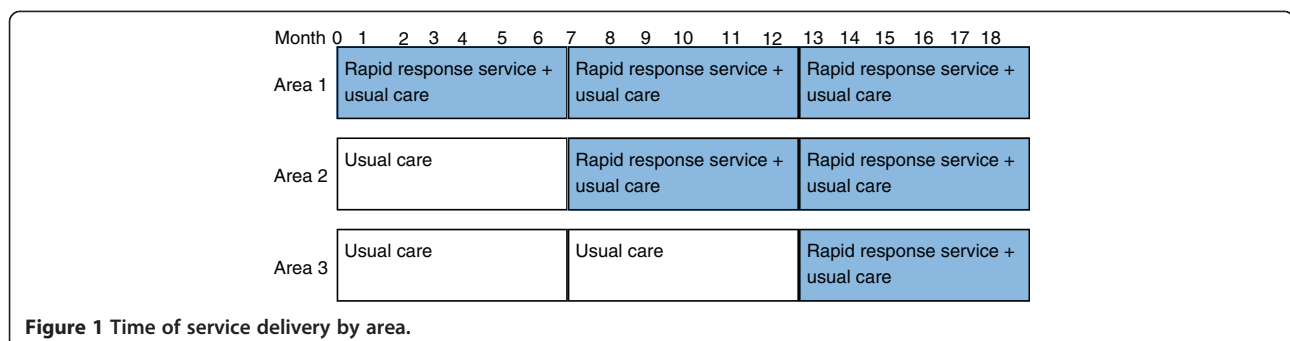 Month 0 1 2 3 4 5 6 7 8 9 10 11 12 13 14 15 16 17 18
Area 1
Rapid response service +
usual care
Rapid response service +
usual care
Rapid response service +
usual care
Area 2
Usual care
Rapid response service +
usual care
Rapid response service +
usual care
Area 3
Usual care
Usual care
Rapid response service +
usual care
Figure 1 Time of service delivery by area.